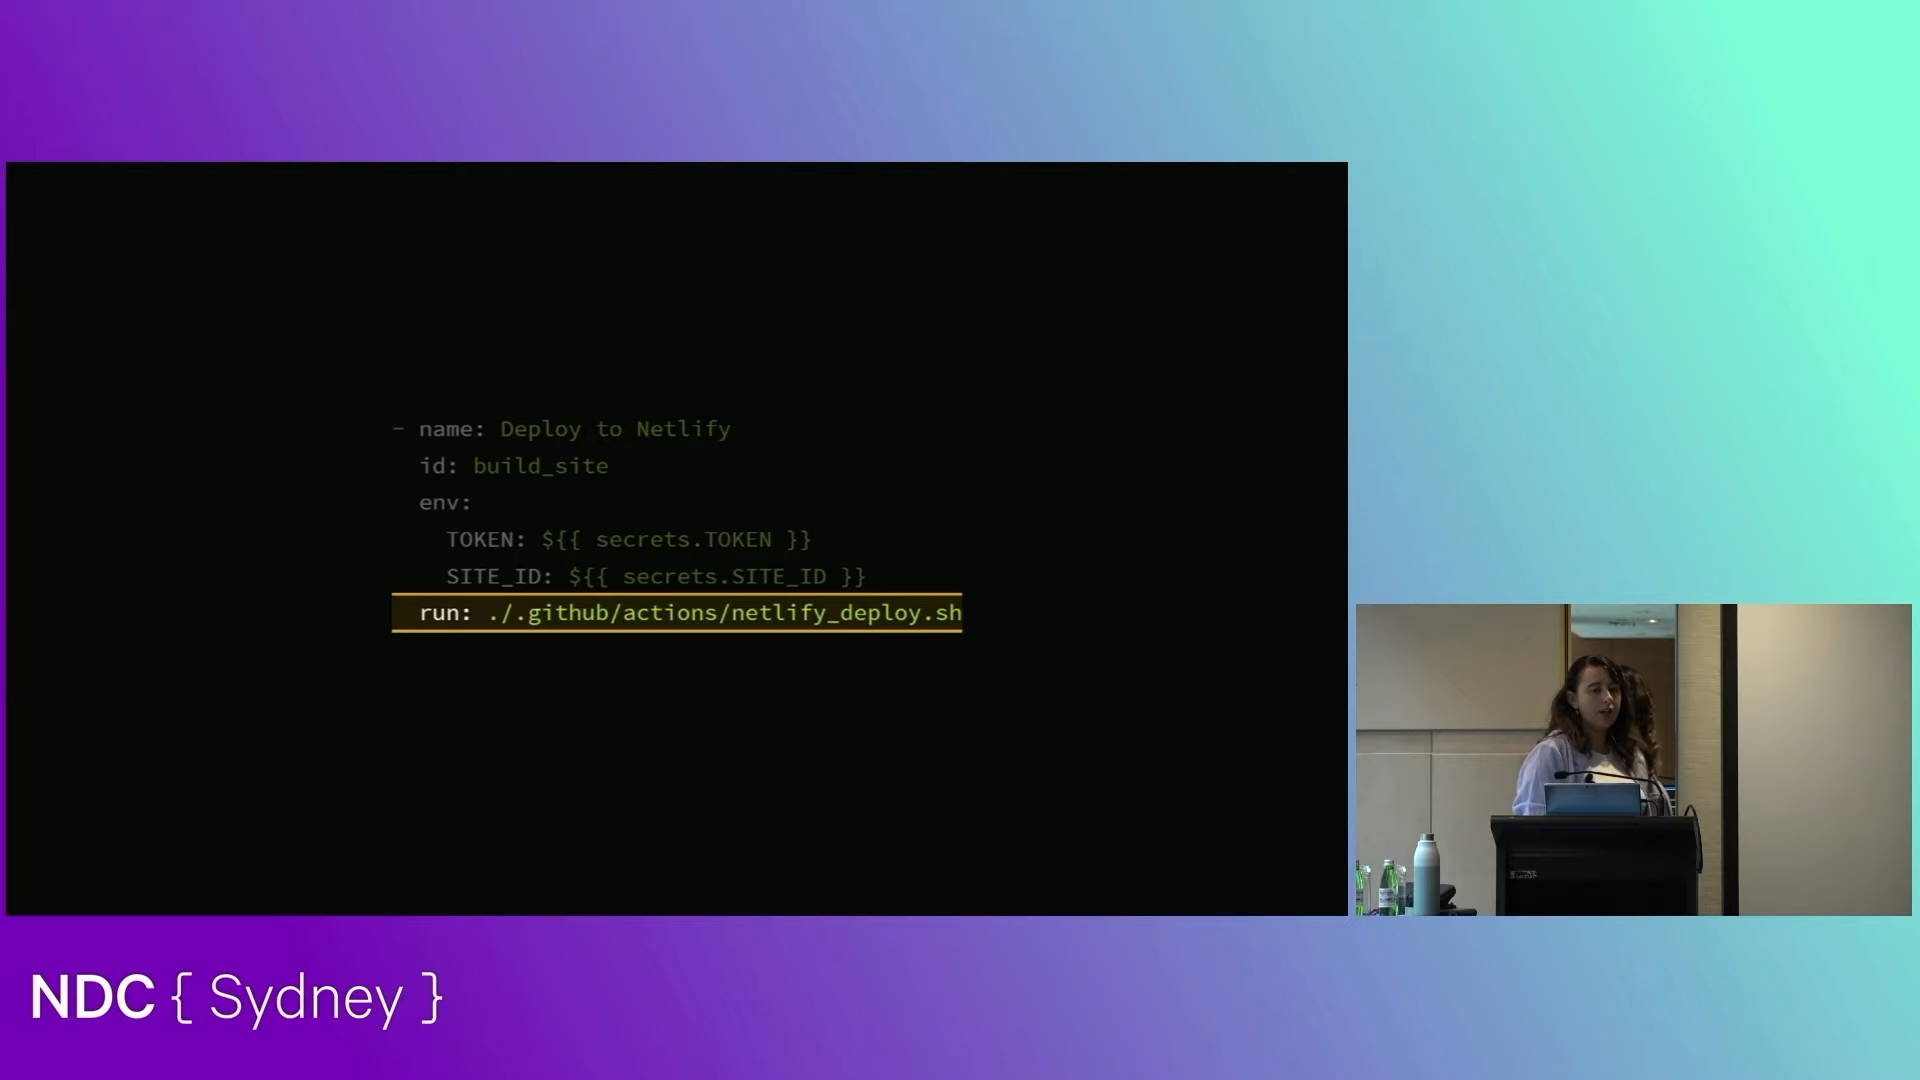 - name: Deploy to Netlify
id: build_site
env:
TOKEN: ${{ secrets.TOKEN }}
SITE_ID: ${{ secrets.SITE_ID }}
run: ./.github/actions/netlify_deploy.sh
NDC { Sydney }